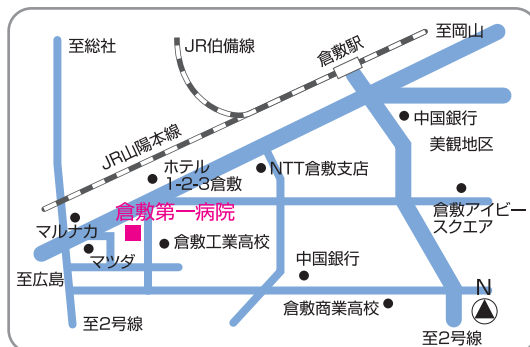 至総社
JR伯備線
倉敷駅
至岡山
中国銀行
美観地区
JR山陽本線
ホテル
1-2-3倉敷
NTT倉敷支店
倉敷アイビー
スクエア
倉敷第一病院
マルナカ
マツダ
倉敷工業高校
中国銀行
至広島
倉敷商業高校
N
至2号線
至2号線